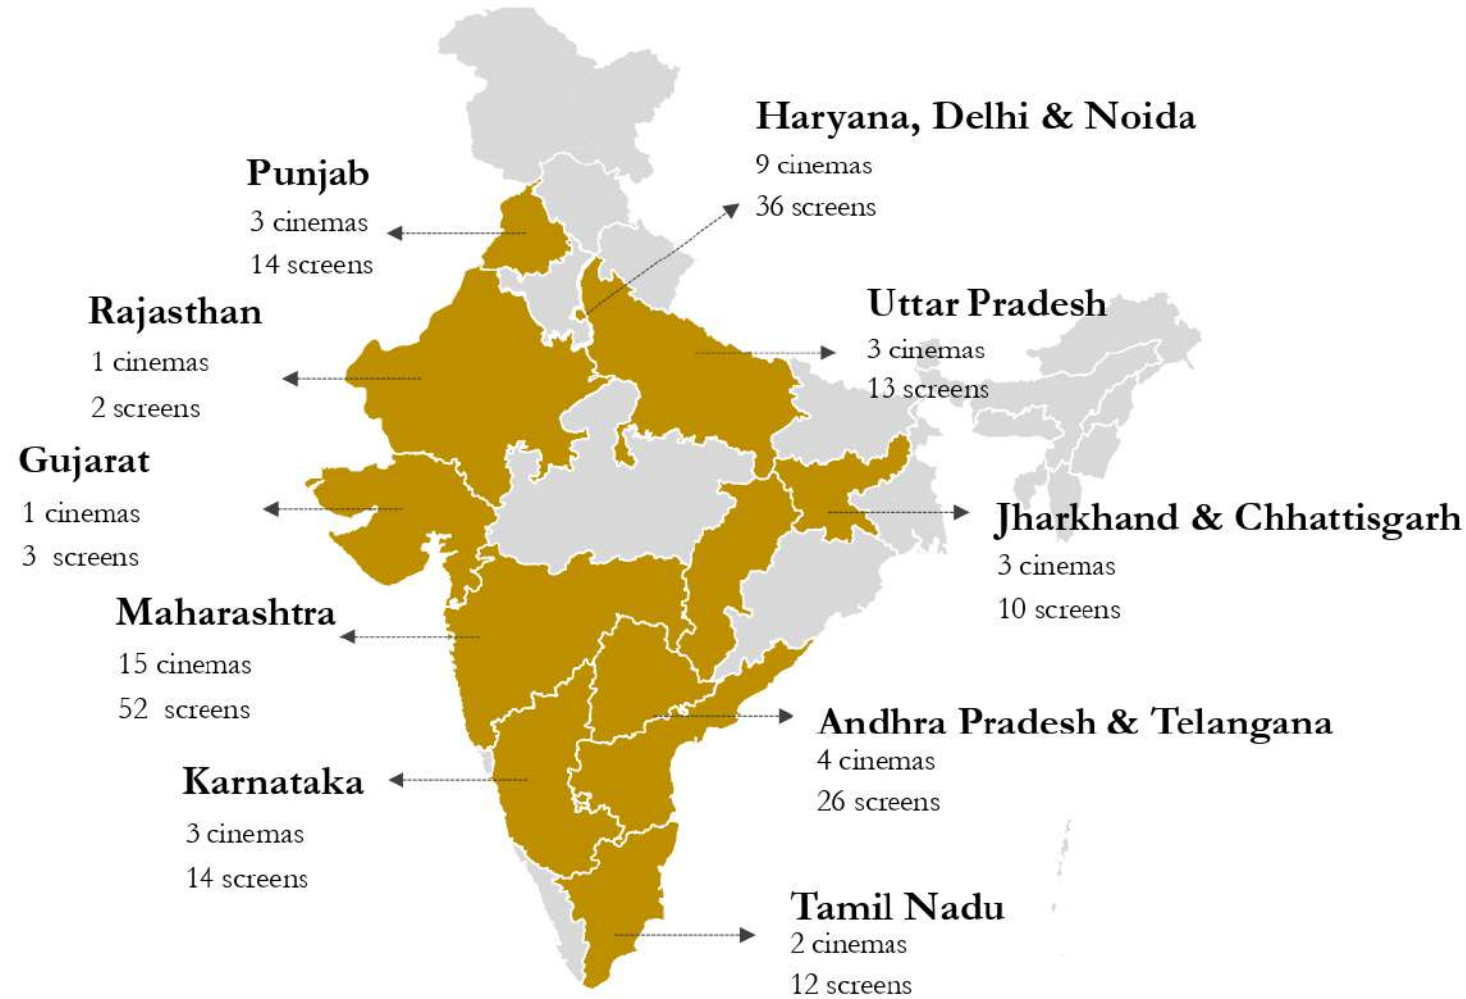 Haryana, Delhi & Noida
9 cinemas
36 screens
Punjab
3 cinemas
14 screens
Rajasthan
1 cinemas
2 screens
Uttar Pradesh
3 cinemas
13 screens
Gujarat
1 cinemas
3 screens
Jharkhand & Chhattisgarh
3 cinemas
10 screens
Maharashtra
15 cinemas
52 screens
Andhra Pradesh & Telangana
4 cinemas
26 screens
Karnataka
3 cinemas
14 screens
Tamil Nadu
2 cinemas
12 screens